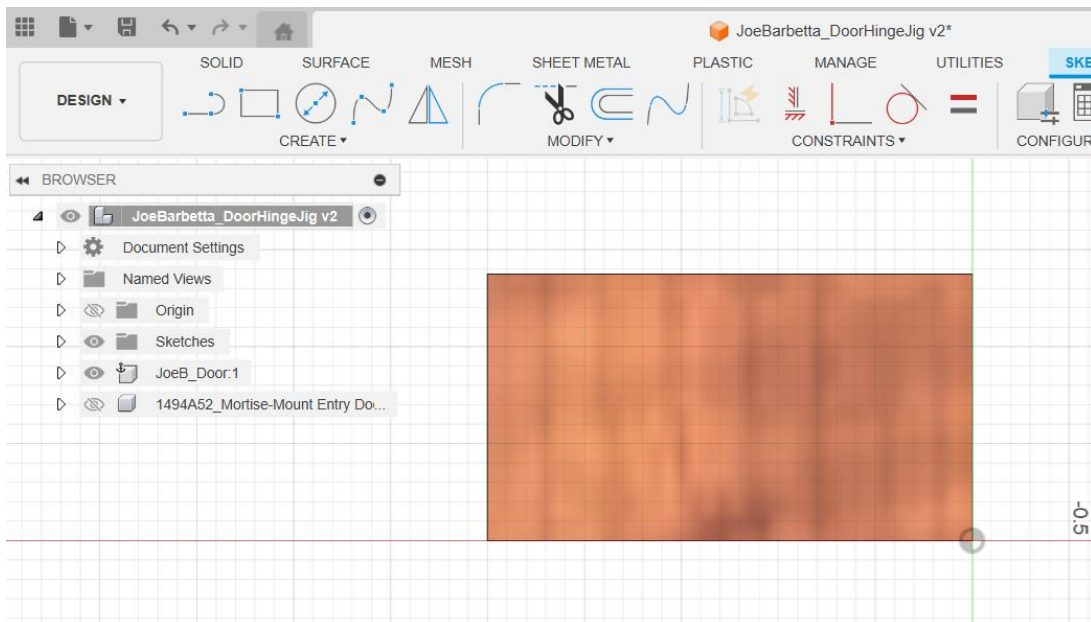 JoeBarbetta_DoorHingeJig v2*
SOLID SURFACE MESH SHEET METAL PLASTIC MANAGE UTILITIES SKE
DESIGN
CREATE MODIFY CONSTRAINTS CONFIGUR
BROWSER
JoeBarbetta_DoorHingeJig v2
Document Settings
Named Views
Origin
Sketches
JoeB_Door:1
1494A52_Mortise-Mount Entry Do...
-0.5